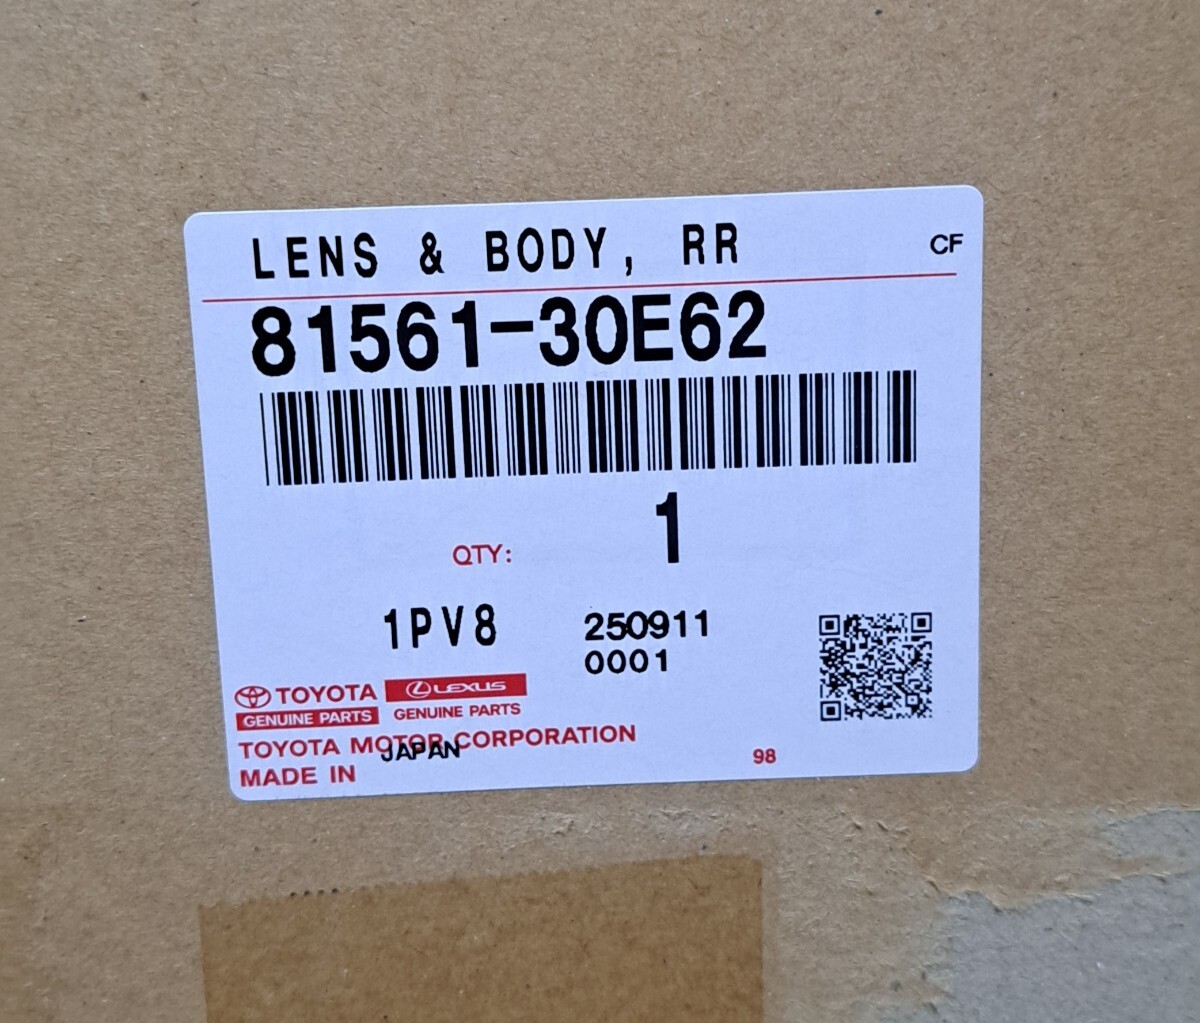 LENS & BODY, RR
CF
81561-30E62
QTY: 1
1PV8
250911
0001
TOYOTA
GENUINE PARTS
LEXUS
GENUINE PARTS
TOYOTA MOTOR CORPORATION
MADE IN JAPAN
98